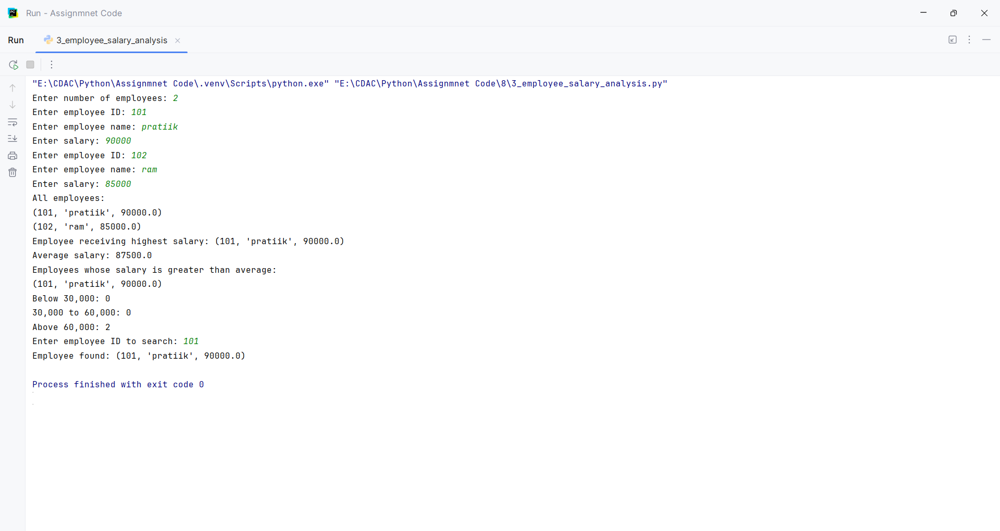 Run - Assignmnet Code
Run 3_employee_salary_analysis
"E:\CDAC\Python\Assignmnet Code\.venv\Scripts\python.exe" "E:\CDAC\Python\Assignmnet Code\8\3_employee_salary_analysis.py"
Enter number of employees: 2
Enter employee ID: 101
Enter employee name: pratiik
Enter salary: 90000
Enter employee ID: 102
Enter employee name: ram
Enter salary: 85000
All employees:
(101, 'pratiik', 90000.0)
(102, 'ram', 85000.0)
Employee receiving highest salary: (101, 'pratiik', 90000.0)
Average salary: 87500.0
Employees whose salary is greater than average:
(101, 'pratiik', 90000.0)
Below 30,000: 0
30,000 to 60,000: 0
Above 60,000: 2
Enter employee ID to search: 101
Employee found: (101, 'pratiik', 90000.0)
Process finished with exit code 0